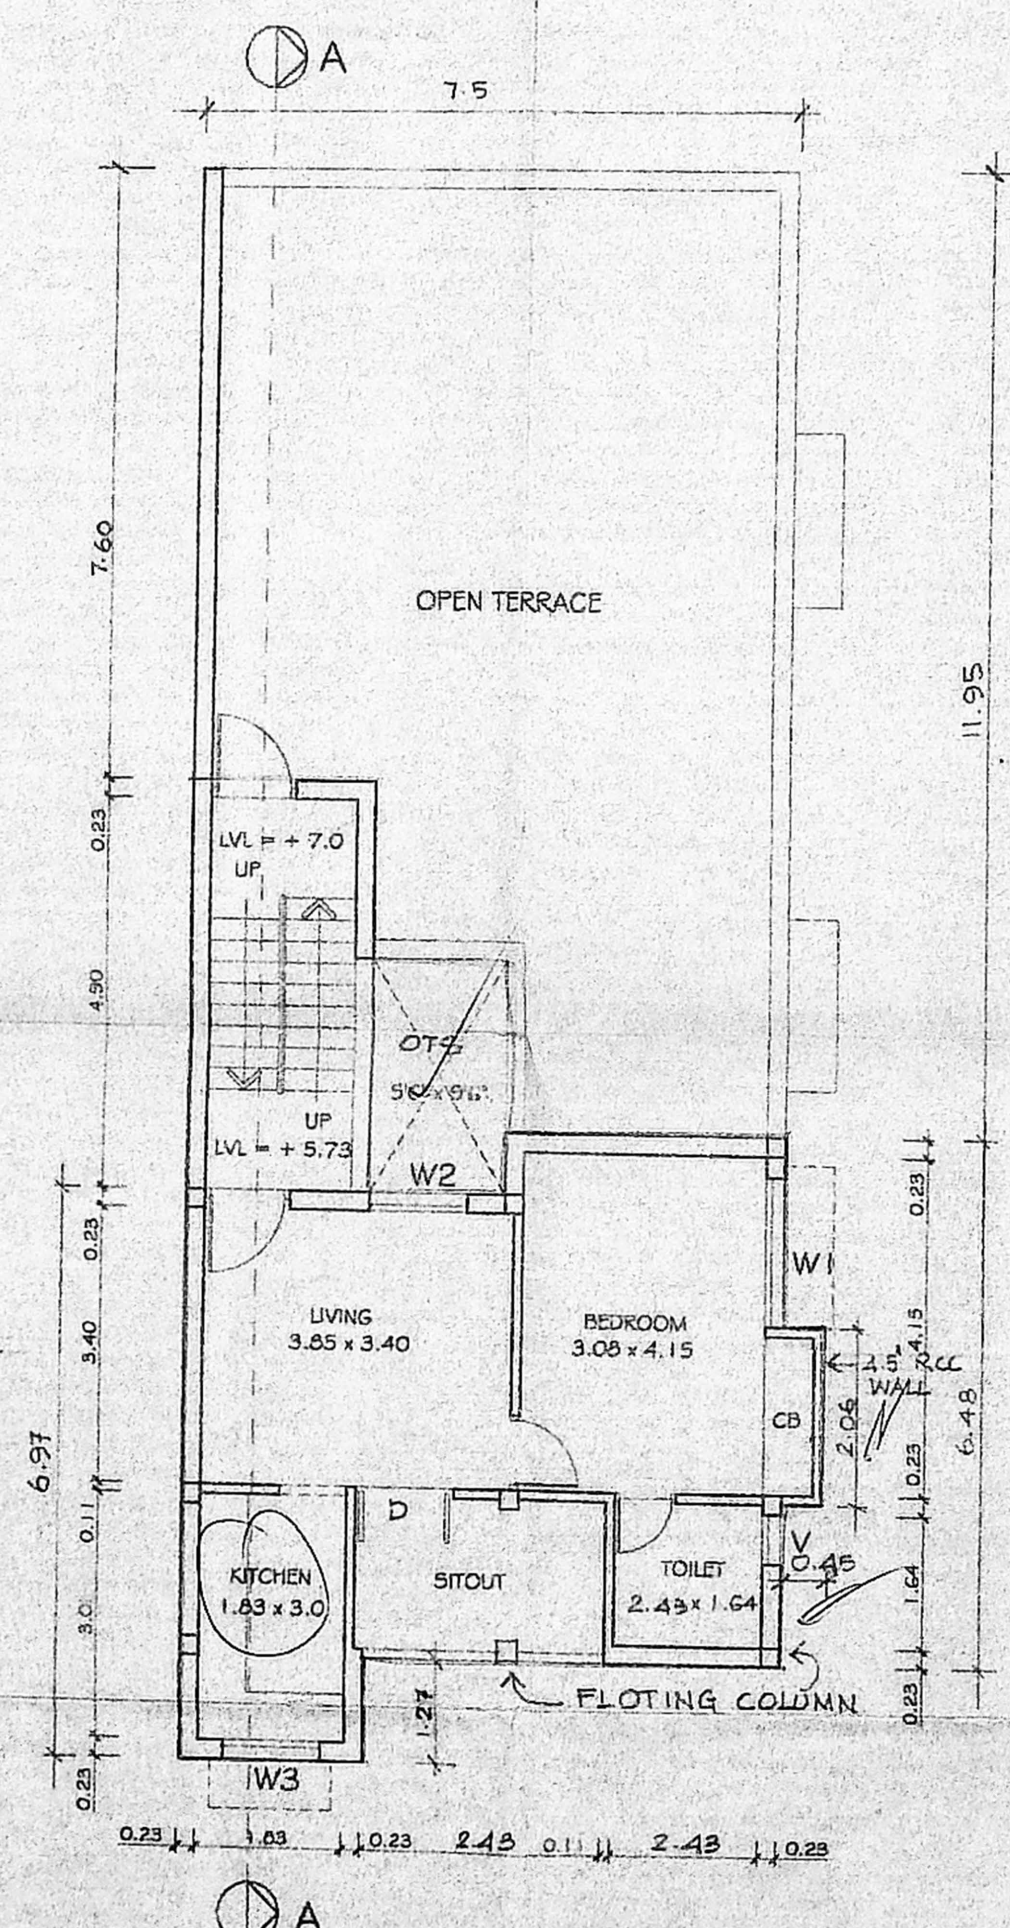 A
7.5
7.60
OPEN TERRACE
11.95
0.23
LVL = + 7.0
UP
4.90
OTS
UP
LVL = + 5.73
W2
0.23
0.23
W1
LIVING
3.85 x 3.40
BEDROOM
3.08 x 4.15
3.40
4.15
RCC
WALL
CB
2.06
6.48
6.97
0.23
0.11
D
V
0.45
KITCHEN
1.83 x 3.0
SITOUT
TOILET
2.43 x 1.64
1.64
3.0
FLOTING COLUMN
1.27
0.23
W3
0.23
0.23
1.83
0.23
2.43
0.11
2.43
0.23
A